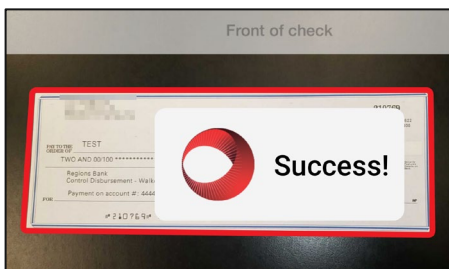 Front of check
PAY TO THE
ORDER OF
TEST
TWO AND 00/100 ***********
Success!
Regions Bank
Control Disbursement - Walk
Payment on account #: 4444
FOR
⑈210769⑈